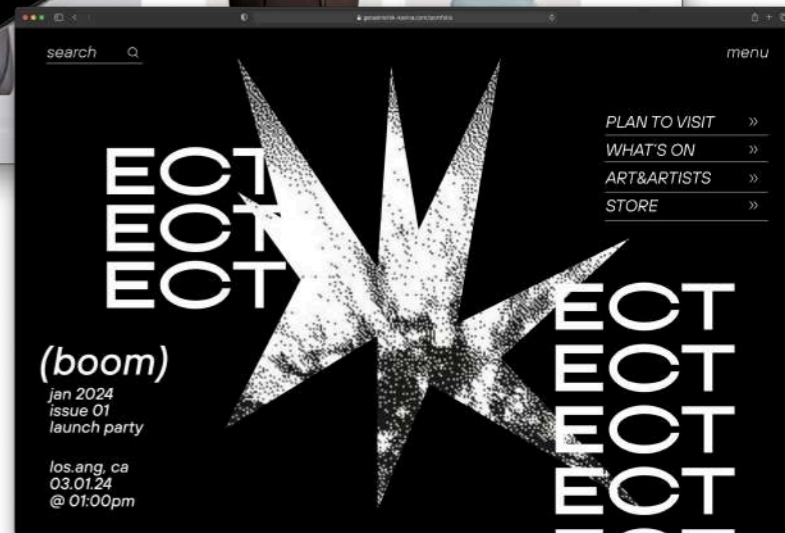 search
menu
PLAN TO VISIT »
WHAT'S ON »
ART&ARTISTS »
STORE »
ECT
ECT
ECT
(boom)
jan 2024
issue 01
launch party
los.ang, ca
03.01.24
@ 01:00pm
ECT
ECT
ECT
ECT